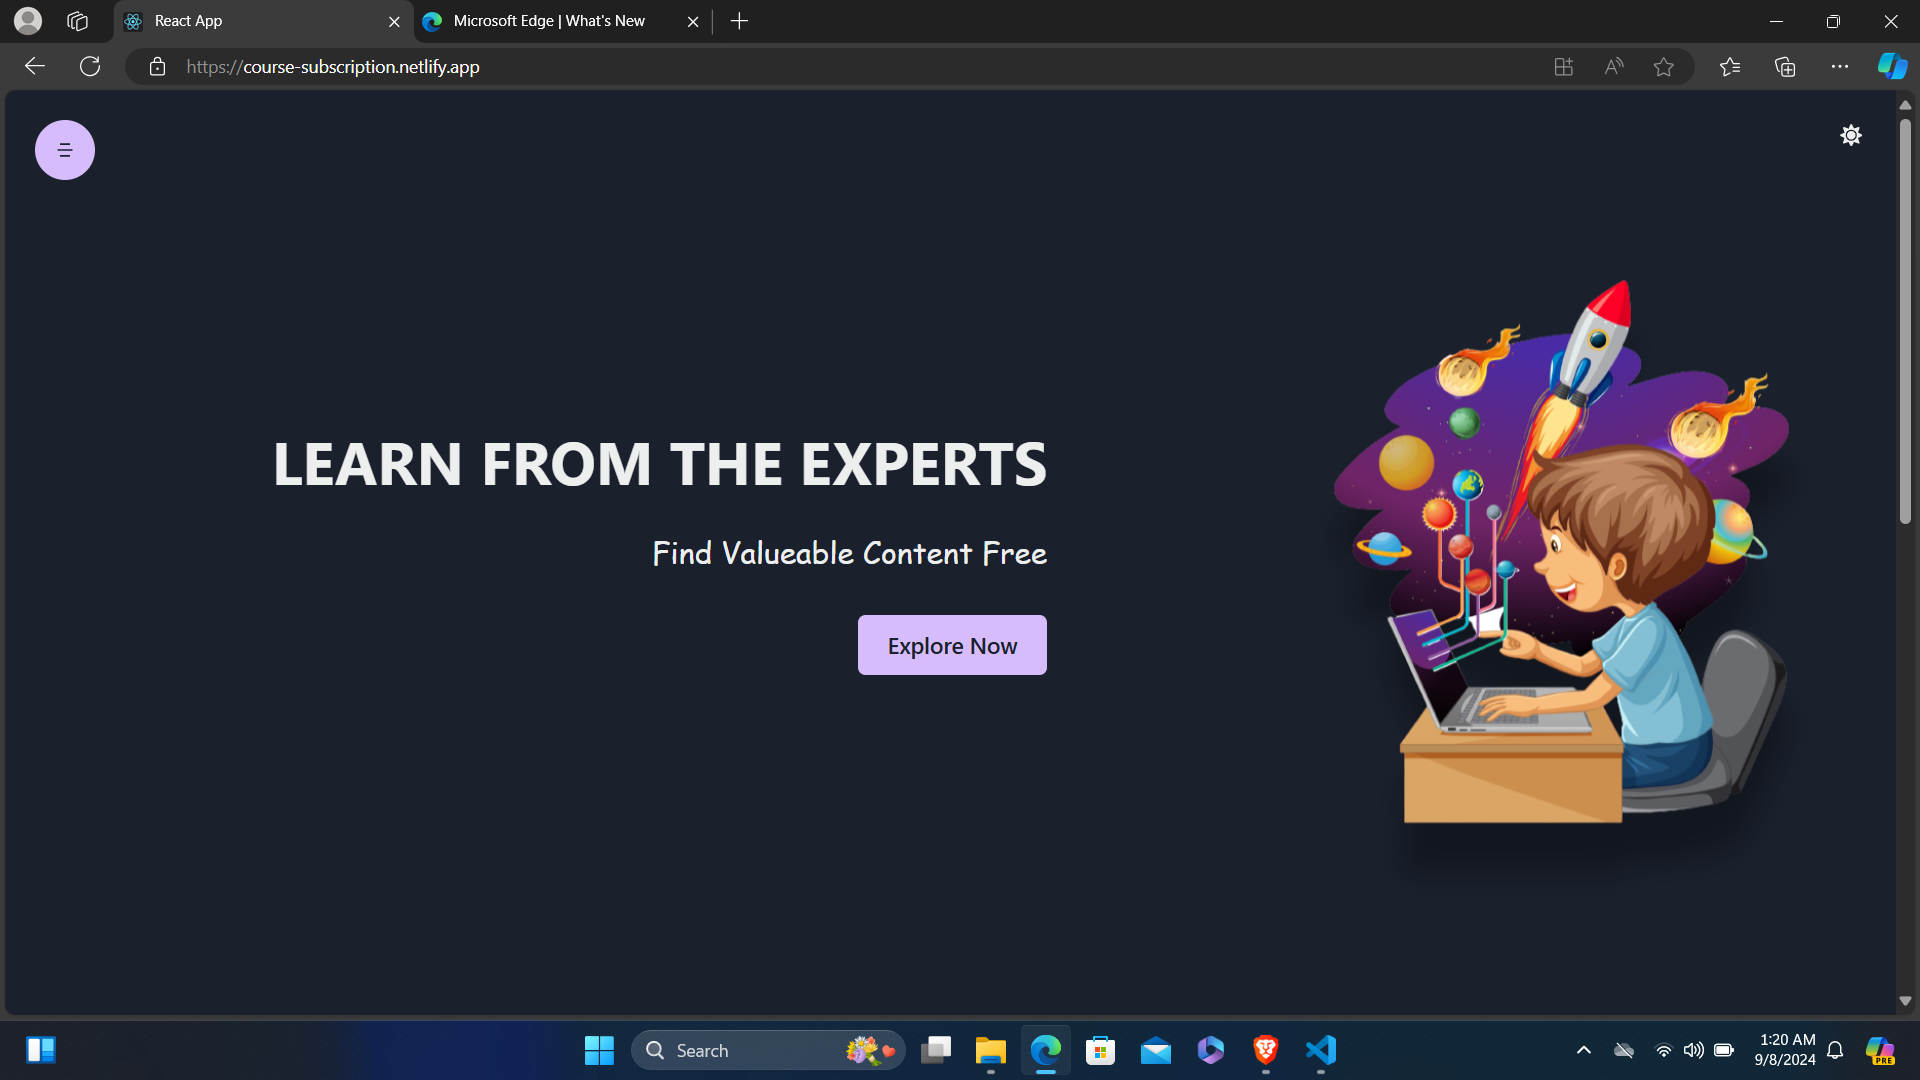 React App
Microsoft Edge | What's New
https://course-subscription.netlify.app
LEARN FROM THE EXPERTS
Find Valueable Content Free
Explore Now
Search
1:20 AM
9/8/2024
PRE